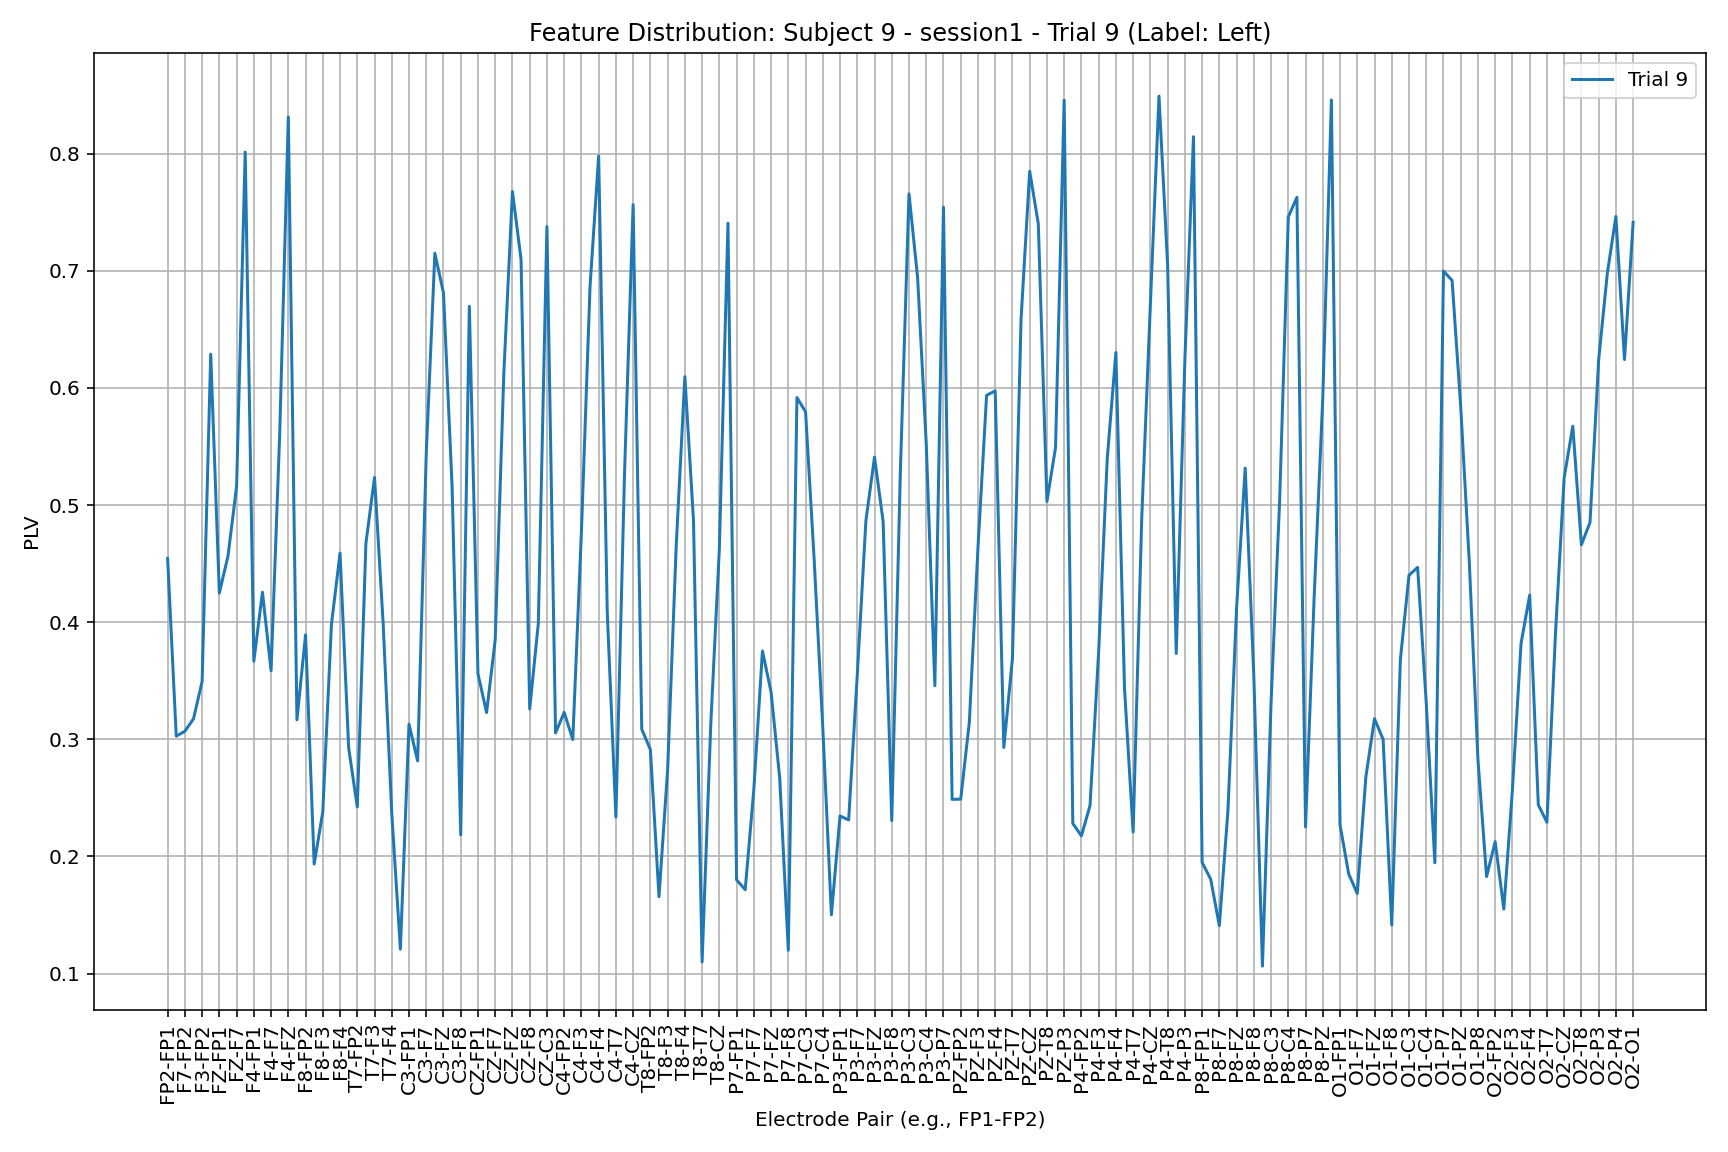 Feature Distribution: Subject 9 - session1 - Trial 9 (Label: Left)
Trial 9
0.8
0.7
0.6
0.5
0.4
0.3
0.2
0.1
PLV
FP2-FP1
F7-FP2
F3-FP2
FZ-FP1
FZ-F7
F4-FP1
F4-F7
F4-FZ
F8-FP2
F8-F3
F8-F4
T7-FP2
T7-F3
T7-F4
C3-FP1
C3-F7
C3-FZ
C3-F8
CZ-FP1
CZ-F7
CZ-FZ
CZ-F8
CZ-C3
C4-FP2
C4-F3
C4-F4
C4-T7
C4-CZ
T8-FP2
T8-F3
T8-F4
T8-T7
T8-CZ
P7-FP1
P7-F7
P7-FZ
P7-F8
P7-C3
P7-C4
P3-FP1
P3-F7
P3-FZ
P3-F8
P3-C3
P3-C4
P3-P7
PZ-FP2
PZ-F3
PZ-F4
PZ-T7
PZ-CZ
PZ-T8
PZ-P3
P4-FP2
P4-F3
P4-F4
P4-T7
P4-CZ
P4-T8
P4-P3
P8-FP1
P8-F7
P8-FZ
P8-F8
P8-C3
P8-C4
P8-P7
P8-PZ
O1-FP1
O1-F7
O1-FZ
O1-F8
O1-C3
O1-C4
O1-P7
O1-PZ
O1-P8
O2-FP2
O2-F3
O2-F4
O2-T7
O2-CZ
O2-T8
O2-P3
O2-P4
O2-O1
Electrode Pair (e.g., FP1-FP2)